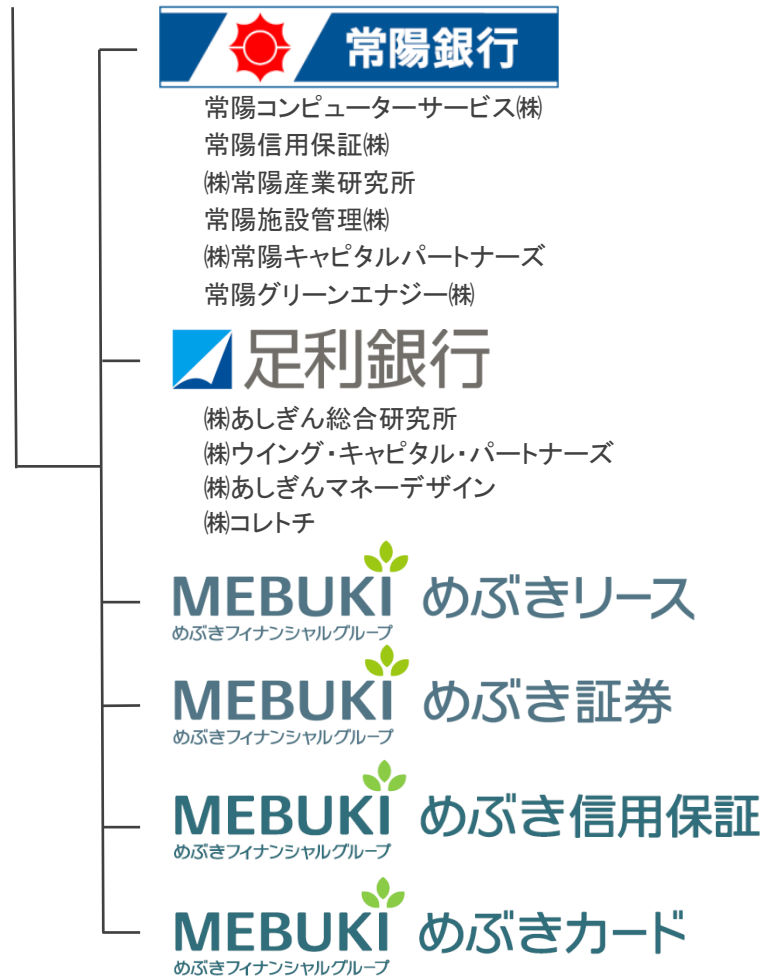 常陽銀行
常陽コンピューターサービス㈱
常陽信用保証㈱
㈱常陽産業研究所
常陽施設管理㈱
㈱常陽キャピタルパートナーズ
常陽グリーンエナジー㈱
足利銀行
㈱あしぎん総合研究所
㈱ウイング・キャピタル・パートナーズ
㈱あしぎんマネーデザイン
㈱コレトチ
MEBUKI めぶきリース
めぶきフィナンシャルグループ
MEBUKI めぶき証券
めぶきフィナンシャルグループ
MEBUKI めぶき信用保証
めぶきフィナンシャルグループ
MEBUKI めぶきカード
めぶきフィナンシャルグループ